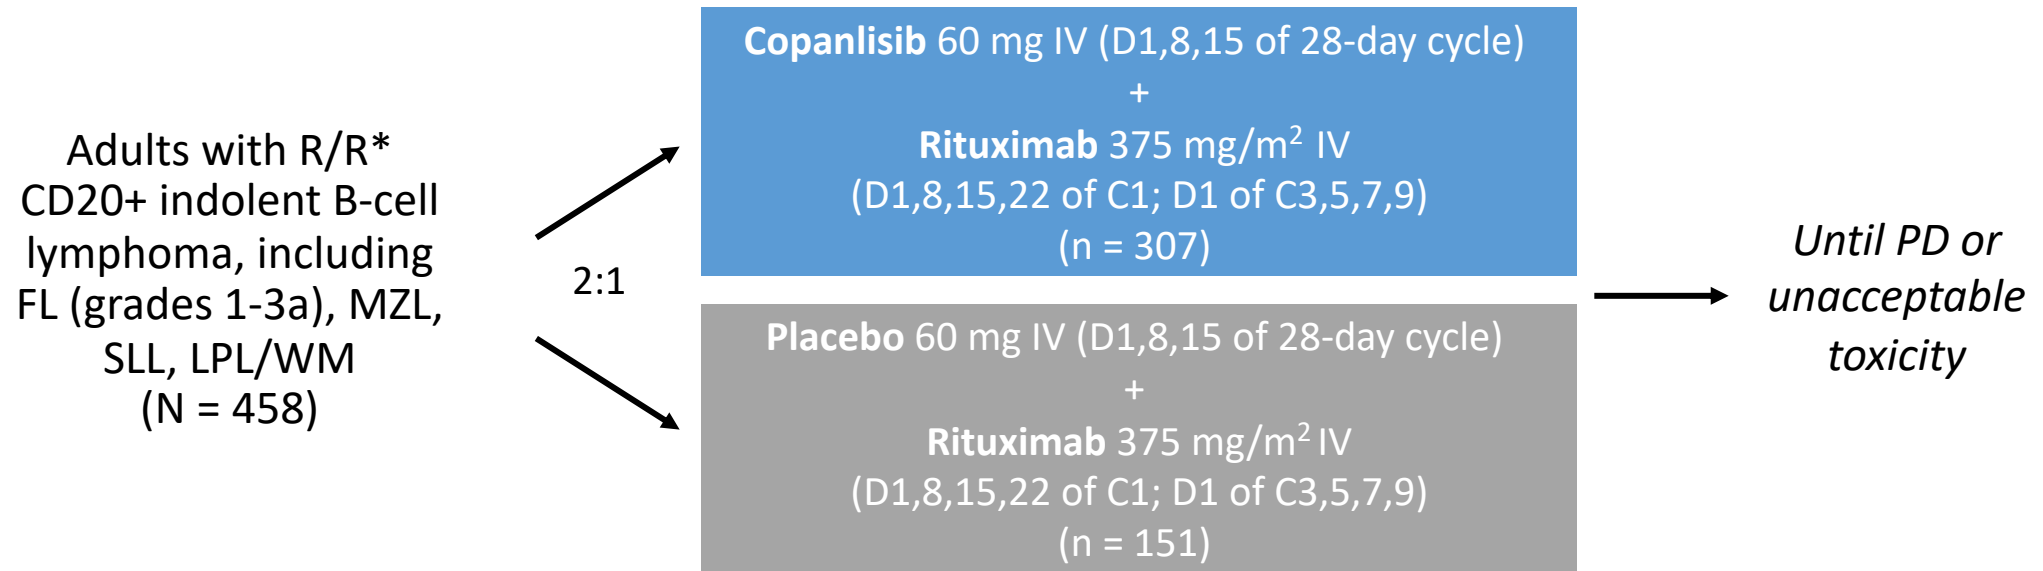 Adults with R/R*
CD20+ indolent B-cell
lymphoma, including
FL (grades 1-3a), MZL,
SLL, LPL/WM
(N = 458)
2:1
Copanlisib 60 mg IV (D1,8,15 of 28-day cycle)
+
Rituximab 375 mg/m² IV
(D1,8,15,22 of C1; D1 of C3,5,7,9)
(n = 307)
Placebo 60 mg IV (D1,8,15 of 28-day cycle)
+
Rituximab 375 mg/m² IV
(D1,8,15,22 of C1; D1 of C3,5,7,9)
(n = 151)
Until PD or
unacceptable
toxicity